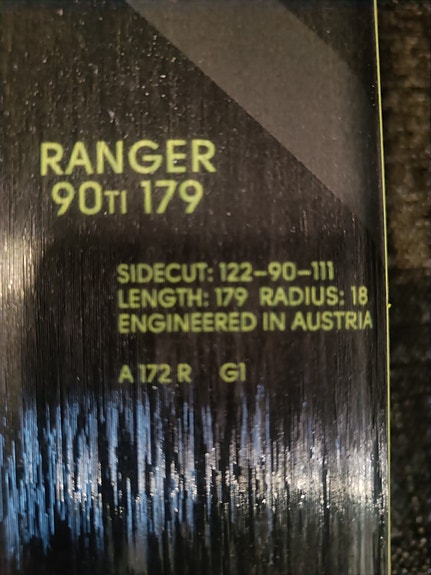 RANGER
90TI 179
SIDECUT: 122-90-111
LENGTH: 179 RADIUS: 18
ENGINEERED IN AUSTRIA
A 172 R G1